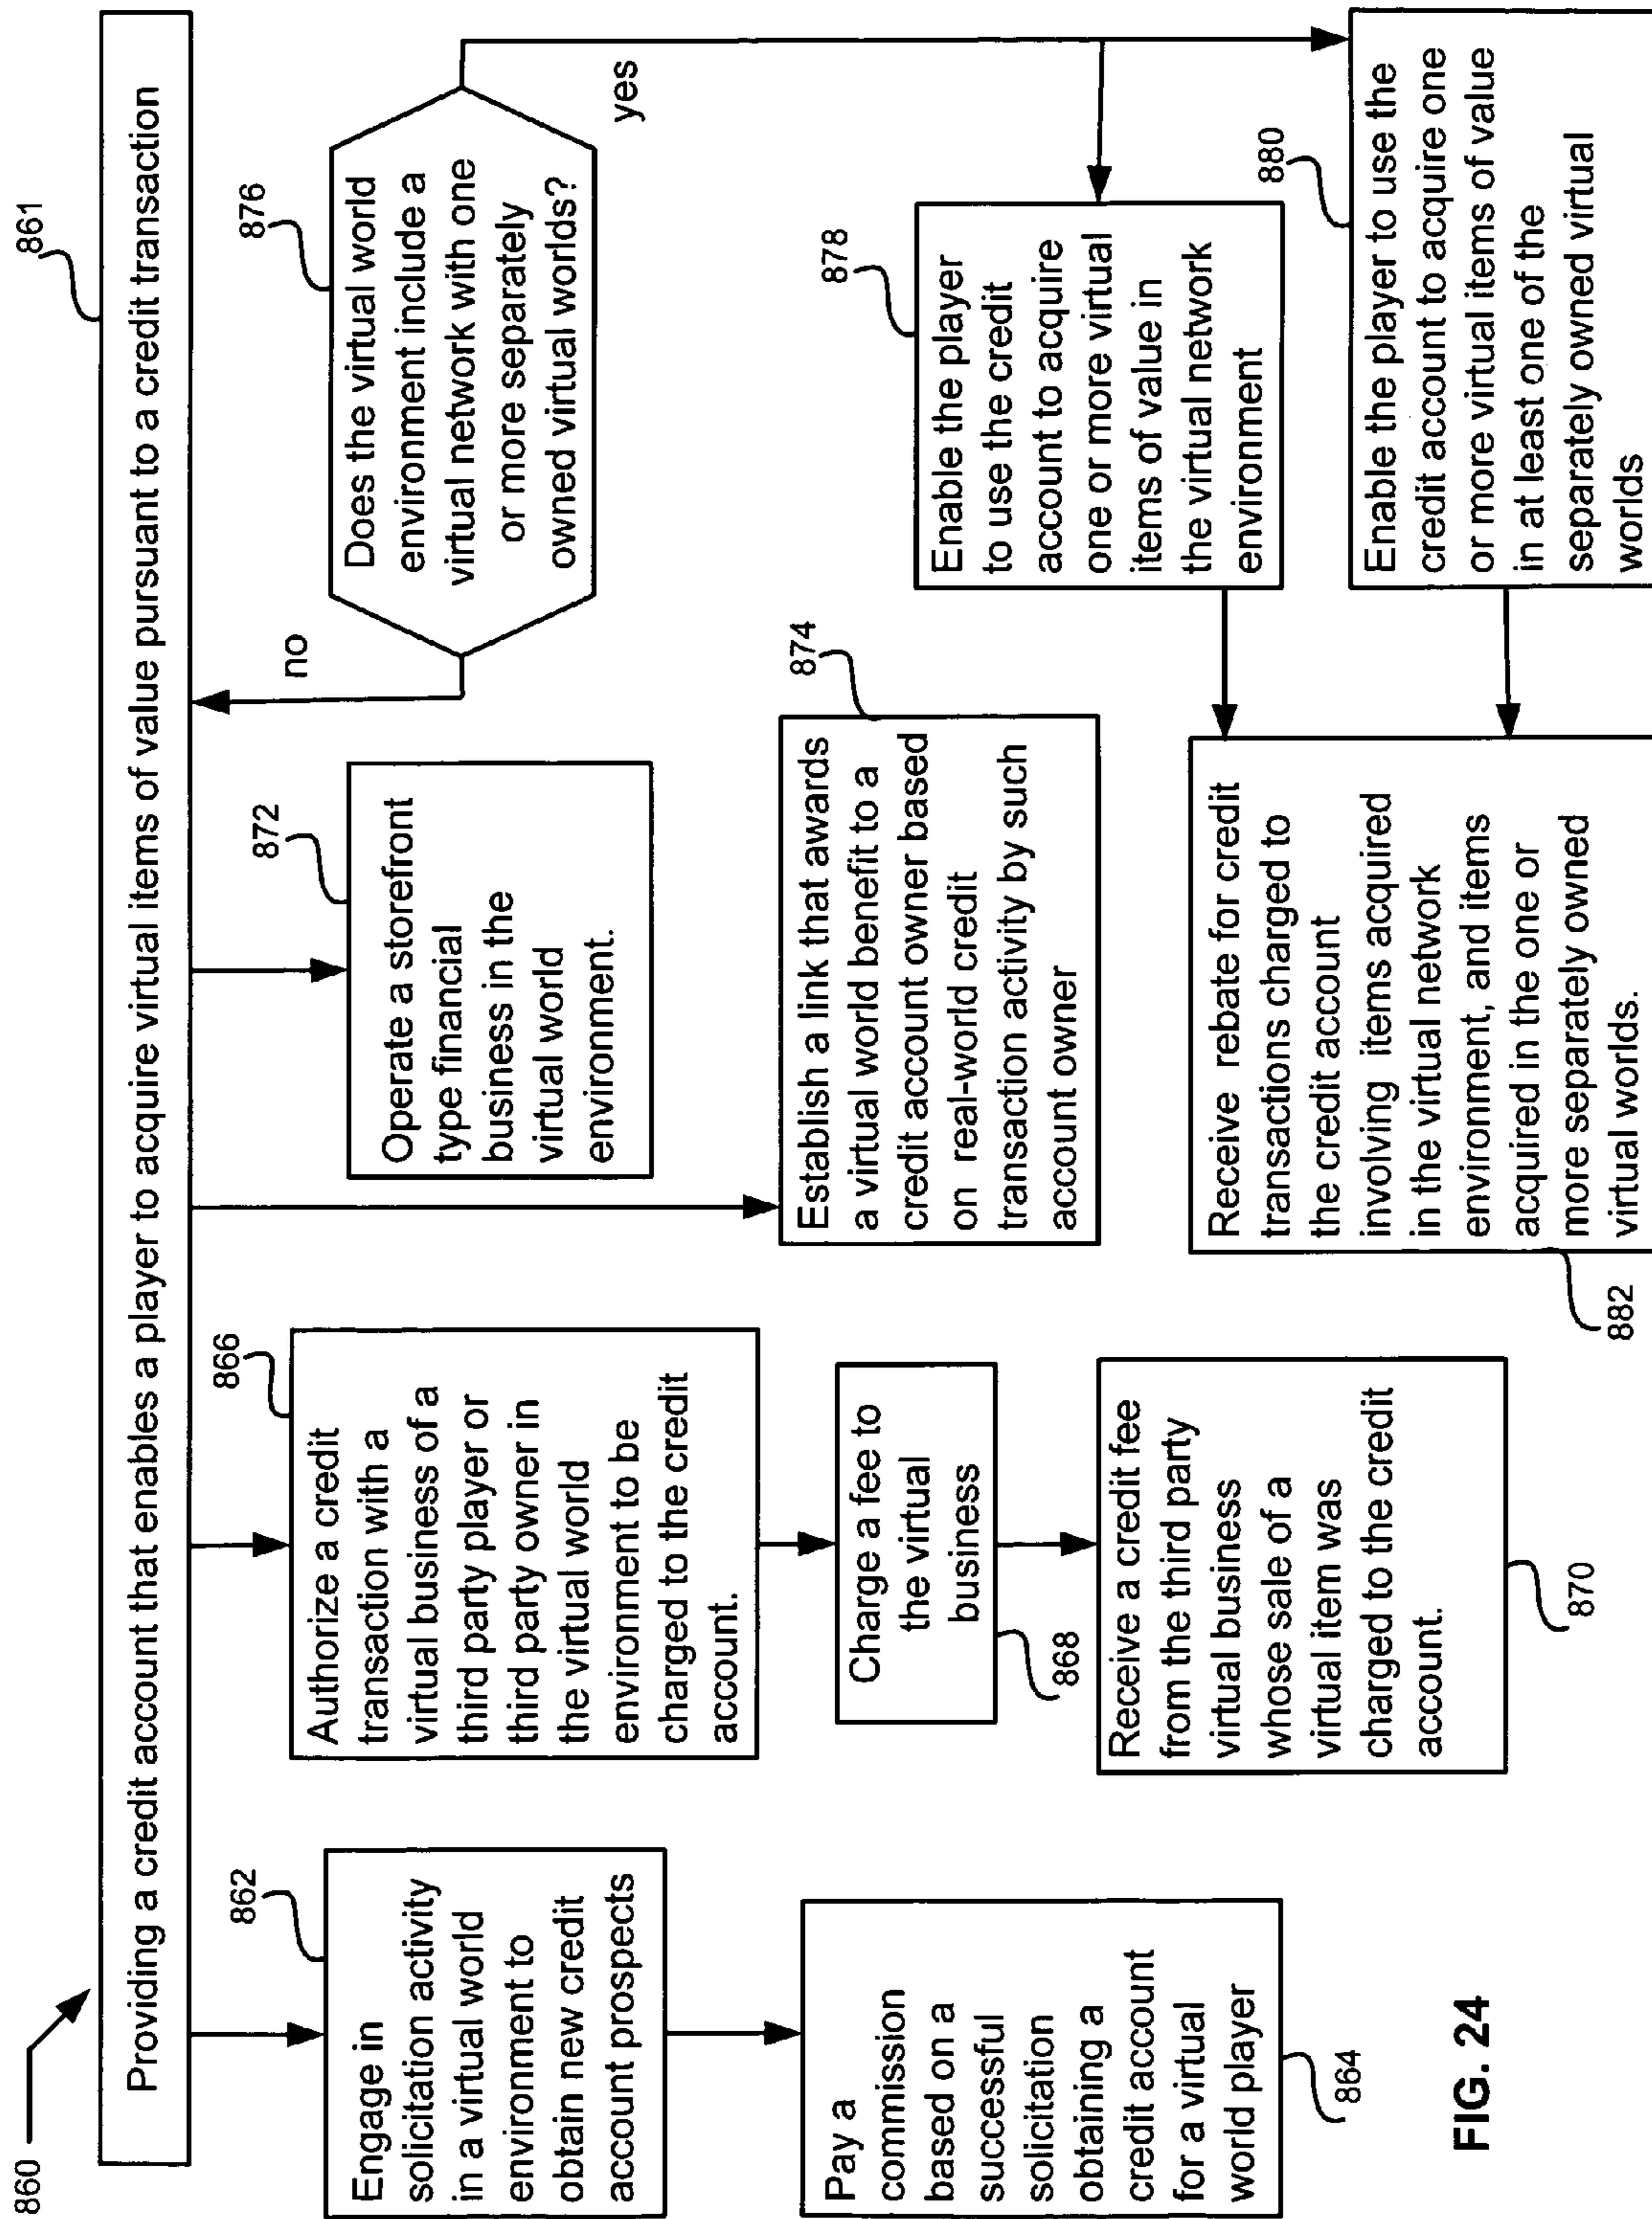 860
861
Providing a credit account that enables a player to acquire virtual items of value pursuant to a credit transaction
862
Engage in
solicitation activity
in a virtual world
environment to
obtain new credit
account prospects
Pay a
commission
based on a
successful
solicitation
obtaining a
credit account
for a virtual
world player
864
866
Authorize a credit
transaction with a
virtual business of a
third party player or
third party owner in
the virtual world
environment to be
charged to the credit
account.
Charge a fee to
the virtual
business
868
Receive a credit fee
from the third party
virtual business
whose sale of a
virtual item was
charged to the credit
account.
870
872
Operate a storefront
type financial
business in the
virtual world
environment.
874
Establish a link that awards
a virtual world benefit to a
credit account owner based
on real-world credit
transaction activity by such
account owner
876
Does the virtual world
environment include a
virtual network with one
or more separately
owned virtual worlds?
no
yes
878
Enable the player
to use the credit
account to acquire
one or more virtual
items of value in
the virtual network
environment
880
Enable the player to use the
credit account to acquire one
or more virtual items of value
in at least one of the
separately owned virtual
worlds
Receive rebate for credit
transactions charged to
the credit account
involving items acquired
in the virtual network
environment, and items
acquired in the one or
more separately owned
virtual worlds.
882
FIG. 24